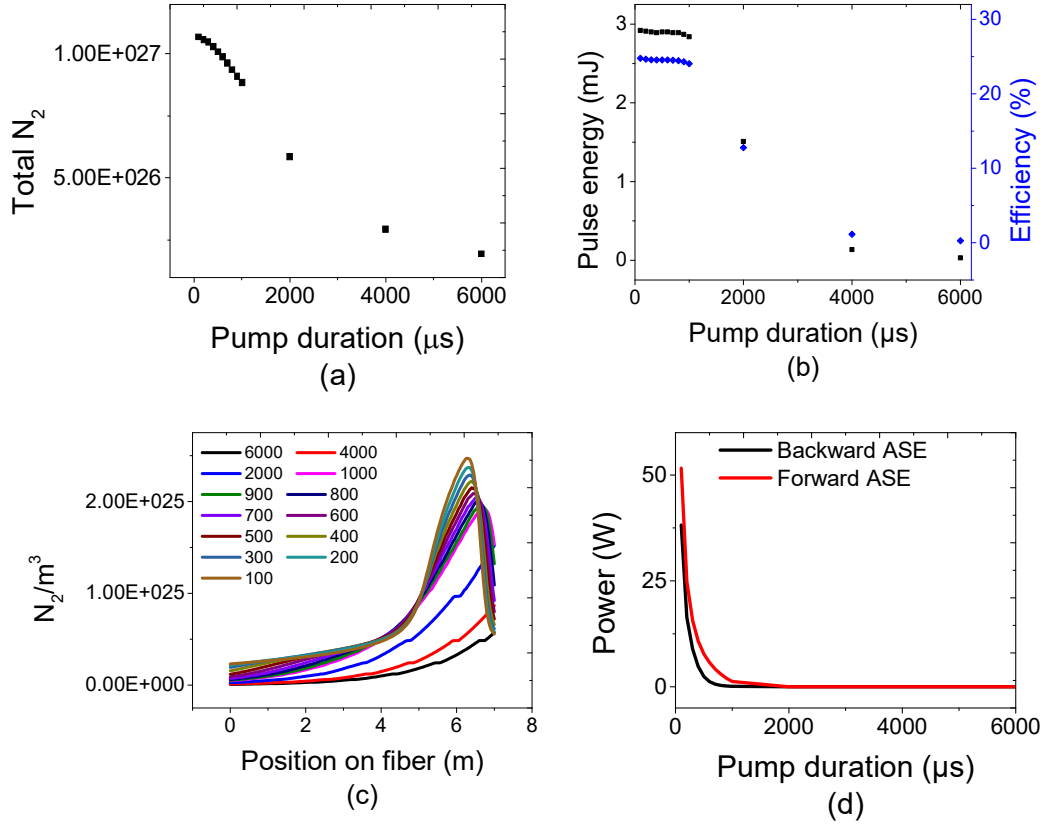 1.00E+027
5.00E+026
Total N2
0 2000 4000 6000
Pump duration (μs)
(a)
3
2
1
0
Pulse energy (mJ)
30
20
10
0
Efficiency (%)
0 2000 4000 6000
Pump duration (μs)
(b)
6000 4000
2000 1000
900 800
700 600
500 400
300 200
100
2.00E+025
1.00E+025
0.00E+000
N2/m3
0 2 4 6 8
Position on fiber (m)
(c)
Backward ASE
Forward ASE
50
25
0
Power (W)
0 2000 4000 6000
Pump duration (μs)
(d)